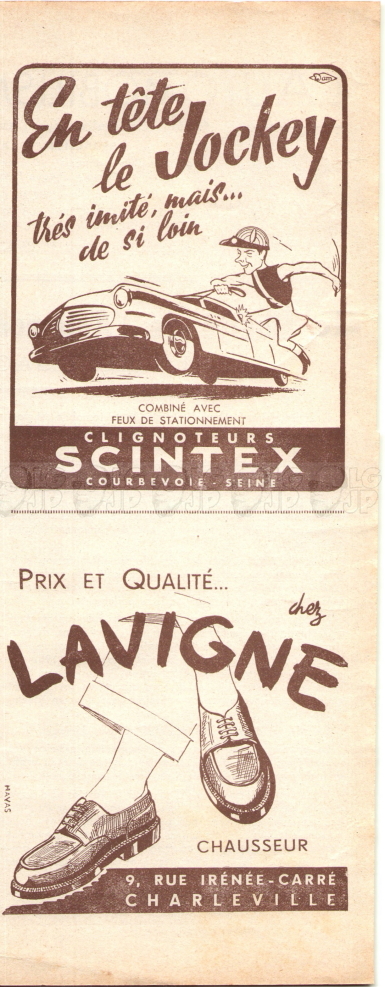 Dam
En tête
le Jockey
très imité, mais...
de si loin
COMBINÉ AVEC
FEUX DE STATIONNEMENT
CLIGNOTEURS
SCINTEX
COURBEVOIE - SEINE
PRIX ET QUALITÉ...
chez
LAVIGNE
HAVAS
CHAUSSEUR
9, RUE IRÉNÉE-CARRÉ
CHARLEVILLE